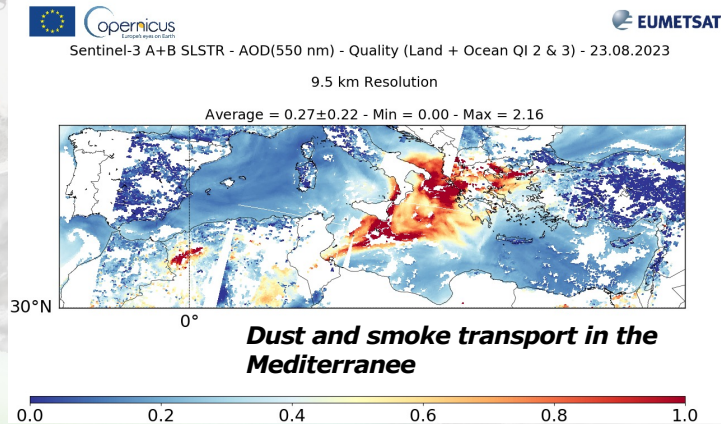 Copernicus
Europe's eyes on Earth
EUMETSAT
Sentinel-3 A+B SLSTR - AOD(550 nm) - Quality (Land + Ocean QI 2 & 3) - 23.08.2023
9.5 km Resolution
Average = 0.27±0.22 - Min = 0.00 - Max = 2.16
30°N
0°
Dust and smoke transport in the
Mediterranee
0.0 0.2 0.4 0.6 0.8 1.0